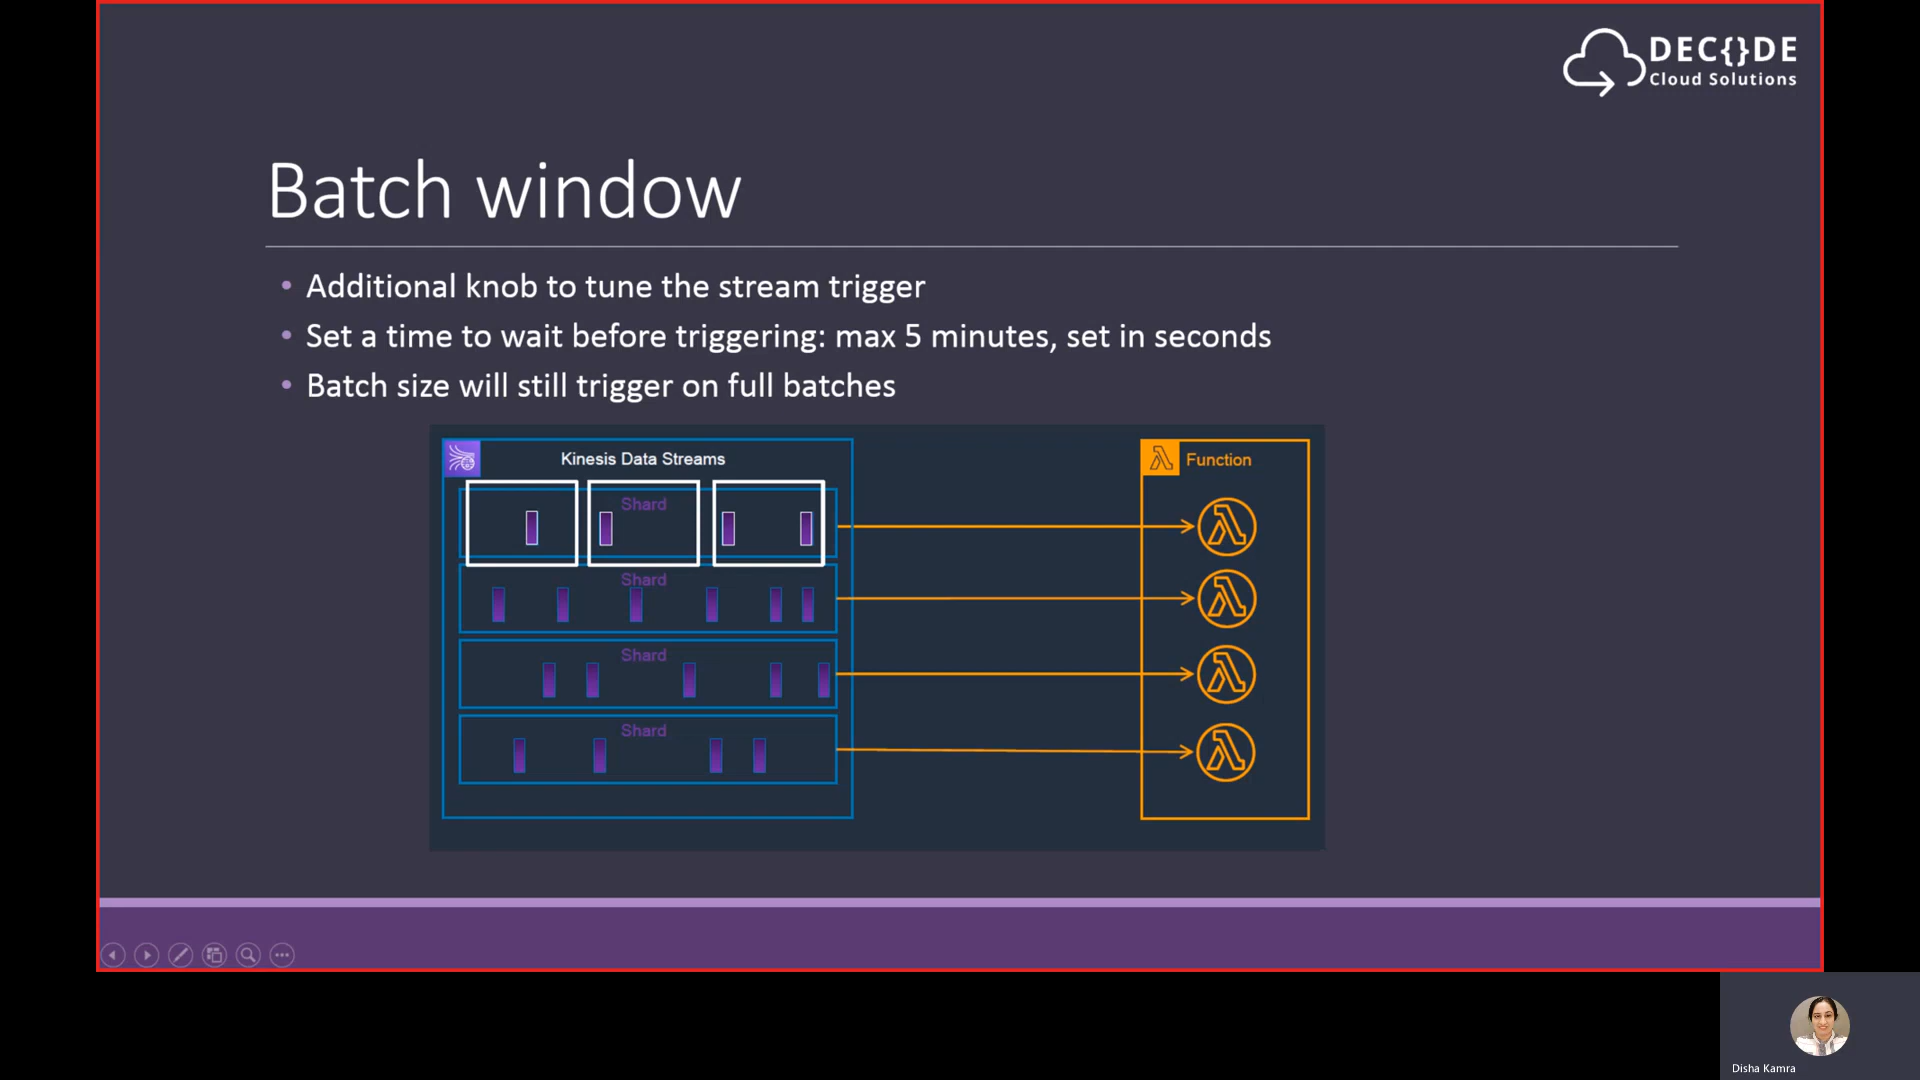 DEC{}DE
Cloud Solutions
Batch window
• Additional knob to tune the stream trigger
• Set a time to wait before triggering: max 5 minutes, set in seconds
• Batch size will still trigger on full batches
Kinesis Data Streams
Function
Shard
Shard
Shard
Shard
Disha Kamra